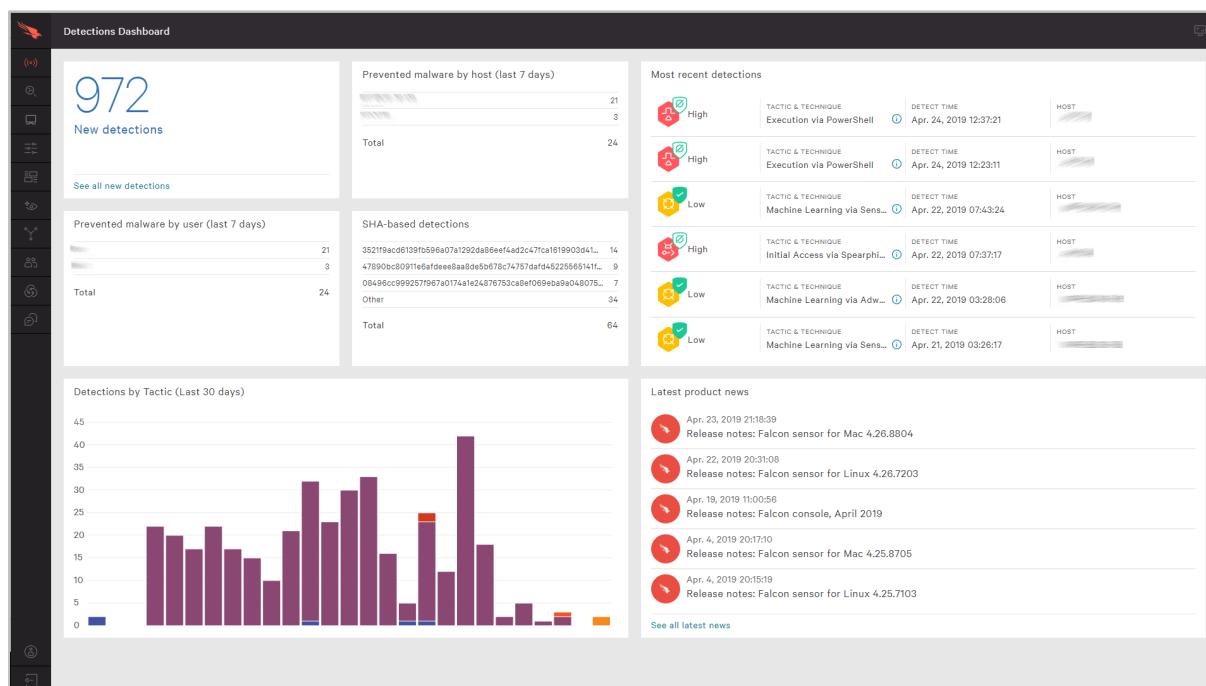 Detections Dashboard
972
New detections
See all new detections
Prevented malware by host (last 7 days)
21
3
Total 24
Prevented malware by user (last 7 days)
21
3
Total 24
SHA-based detections
3521f9acd6139fb596a07a1292da86eef4ad2c47fca1619903d41... 14
47890bc80911e6afdeee8aa8de5b678c74757dafd45225565141f... 9
08496cc999257f967a0174a1e24876753ca8ef069eba9a048075... 7
Other 34
Total 64
Most recent detections
High TACTIC & TECHNIQUE DETECT TIME HOST
Execution via PowerShell Apr. 24, 2019 12:37:21
High TACTIC & TECHNIQUE DETECT TIME HOST
Execution via PowerShell Apr. 24, 2019 12:23:11
Low TACTIC & TECHNIQUE DETECT TIME HOST
Machine Learning via Sens... Apr. 22, 2019 07:43:24
High TACTIC & TECHNIQUE DETECT TIME HOST
Initial Access via Spearphi... Apr. 22, 2019 07:37:17
Low TACTIC & TECHNIQUE DETECT TIME HOST
Machine Learning via Adw... Apr. 22, 2019 03:28:06
Low TACTIC & TECHNIQUE DETECT TIME HOST
Machine Learning via Sens... Apr. 21, 2019 03:26:17
Detections by Tactic (Last 30 days)
45
40
35
30
25
20
15
10
5
0
Latest product news
Apr. 23, 2019 21:18:39
Release notes: Falcon sensor for Mac 4.26.8804
Apr. 22, 2019 20:31:08
Release notes: Falcon sensor for Linux 4.26.7203
Apr. 19, 2019 11:00:56
Release notes: Falcon console, April 2019
Apr. 4, 2019 20:17:10
Release notes: Falcon sensor for Mac 4.25.8705
Apr. 4, 2019 20:15:19
Release notes: Falcon sensor for Linux 4.25.7103
See all latest news